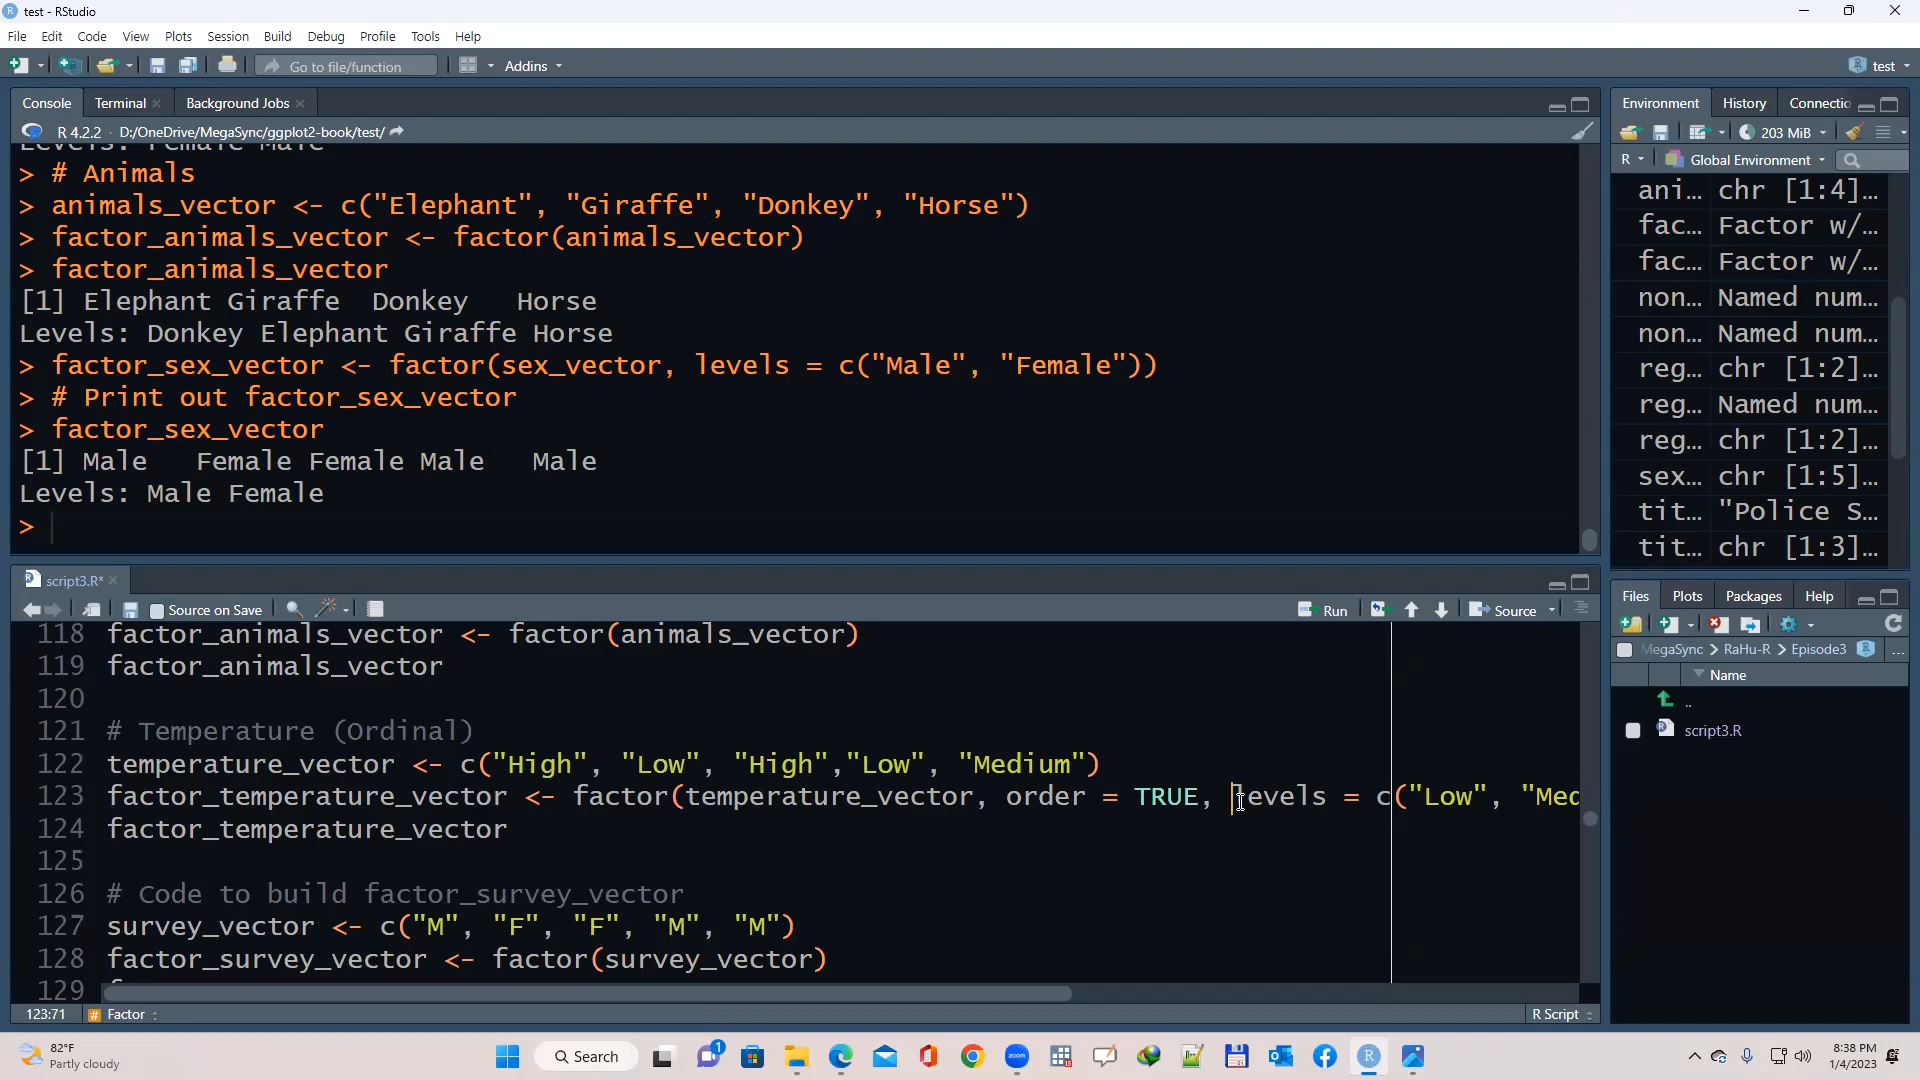 test - RStudio
File Edit Code View Plots Session Build Debug Profile Tools Help
Go to file/function Addins test
Console Terminal Background Jobs
R 4.2.2 · D:/OneDrive/MegaSync/ggplot2-book/test/
Levels: Female Male
> # Animals
> animals_vector <- c("Elephant", "Giraffe", "Donkey", "Horse")
> factor_animals_vector <- factor(animals_vector)
> factor_animals_vector
[1] Elephant Giraffe  Donkey   Horse
Levels: Donkey Elephant Giraffe Horse
> factor_sex_vector <- factor(sex_vector, levels = c("Male", "Female"))
> # Print out factor_sex_vector
> factor_sex_vector
[1] Male   Female Female Male   Male
Levels: Male Female
>
Environment History Connectio
203 MiB
R Global Environment
ani... chr [1:4]...
fac... Factor w/...
fac... Factor w/...
non... Named num...
non... Named num...
reg... chr [1:2]...
reg... Named num...
reg... chr [1:2]...
sex... chr [1:5]...
tit... "Police S...
tit... chr [1:3]...
script3.R*
Source on Save Run Source
118 factor_animals_vector <- factor(animals_vector)
119 factor_animals_vector
120
121 # Temperature (Ordinal)
122 temperature_vector <- c("High", "Low", "High","Low", "Medium")
123 factor_temperature_vector <- factor(temperature_vector, order = TRUE, levels = c("Low", "Med
124 factor_temperature_vector
125
126 # Code to build factor_survey_vector
127 survey_vector <- c("M", "F", "F", "M", "M")
128 factor_survey_vector <- factor(survey_vector)
129
123:71 # Factor R Script
Files Plots Packages Help
MegaSync > RaHu-R > Episode3 ...
Name
..
script3.R
82°F
Partly cloudy
Search
1
zoom
8:38 PM
1/4/2023